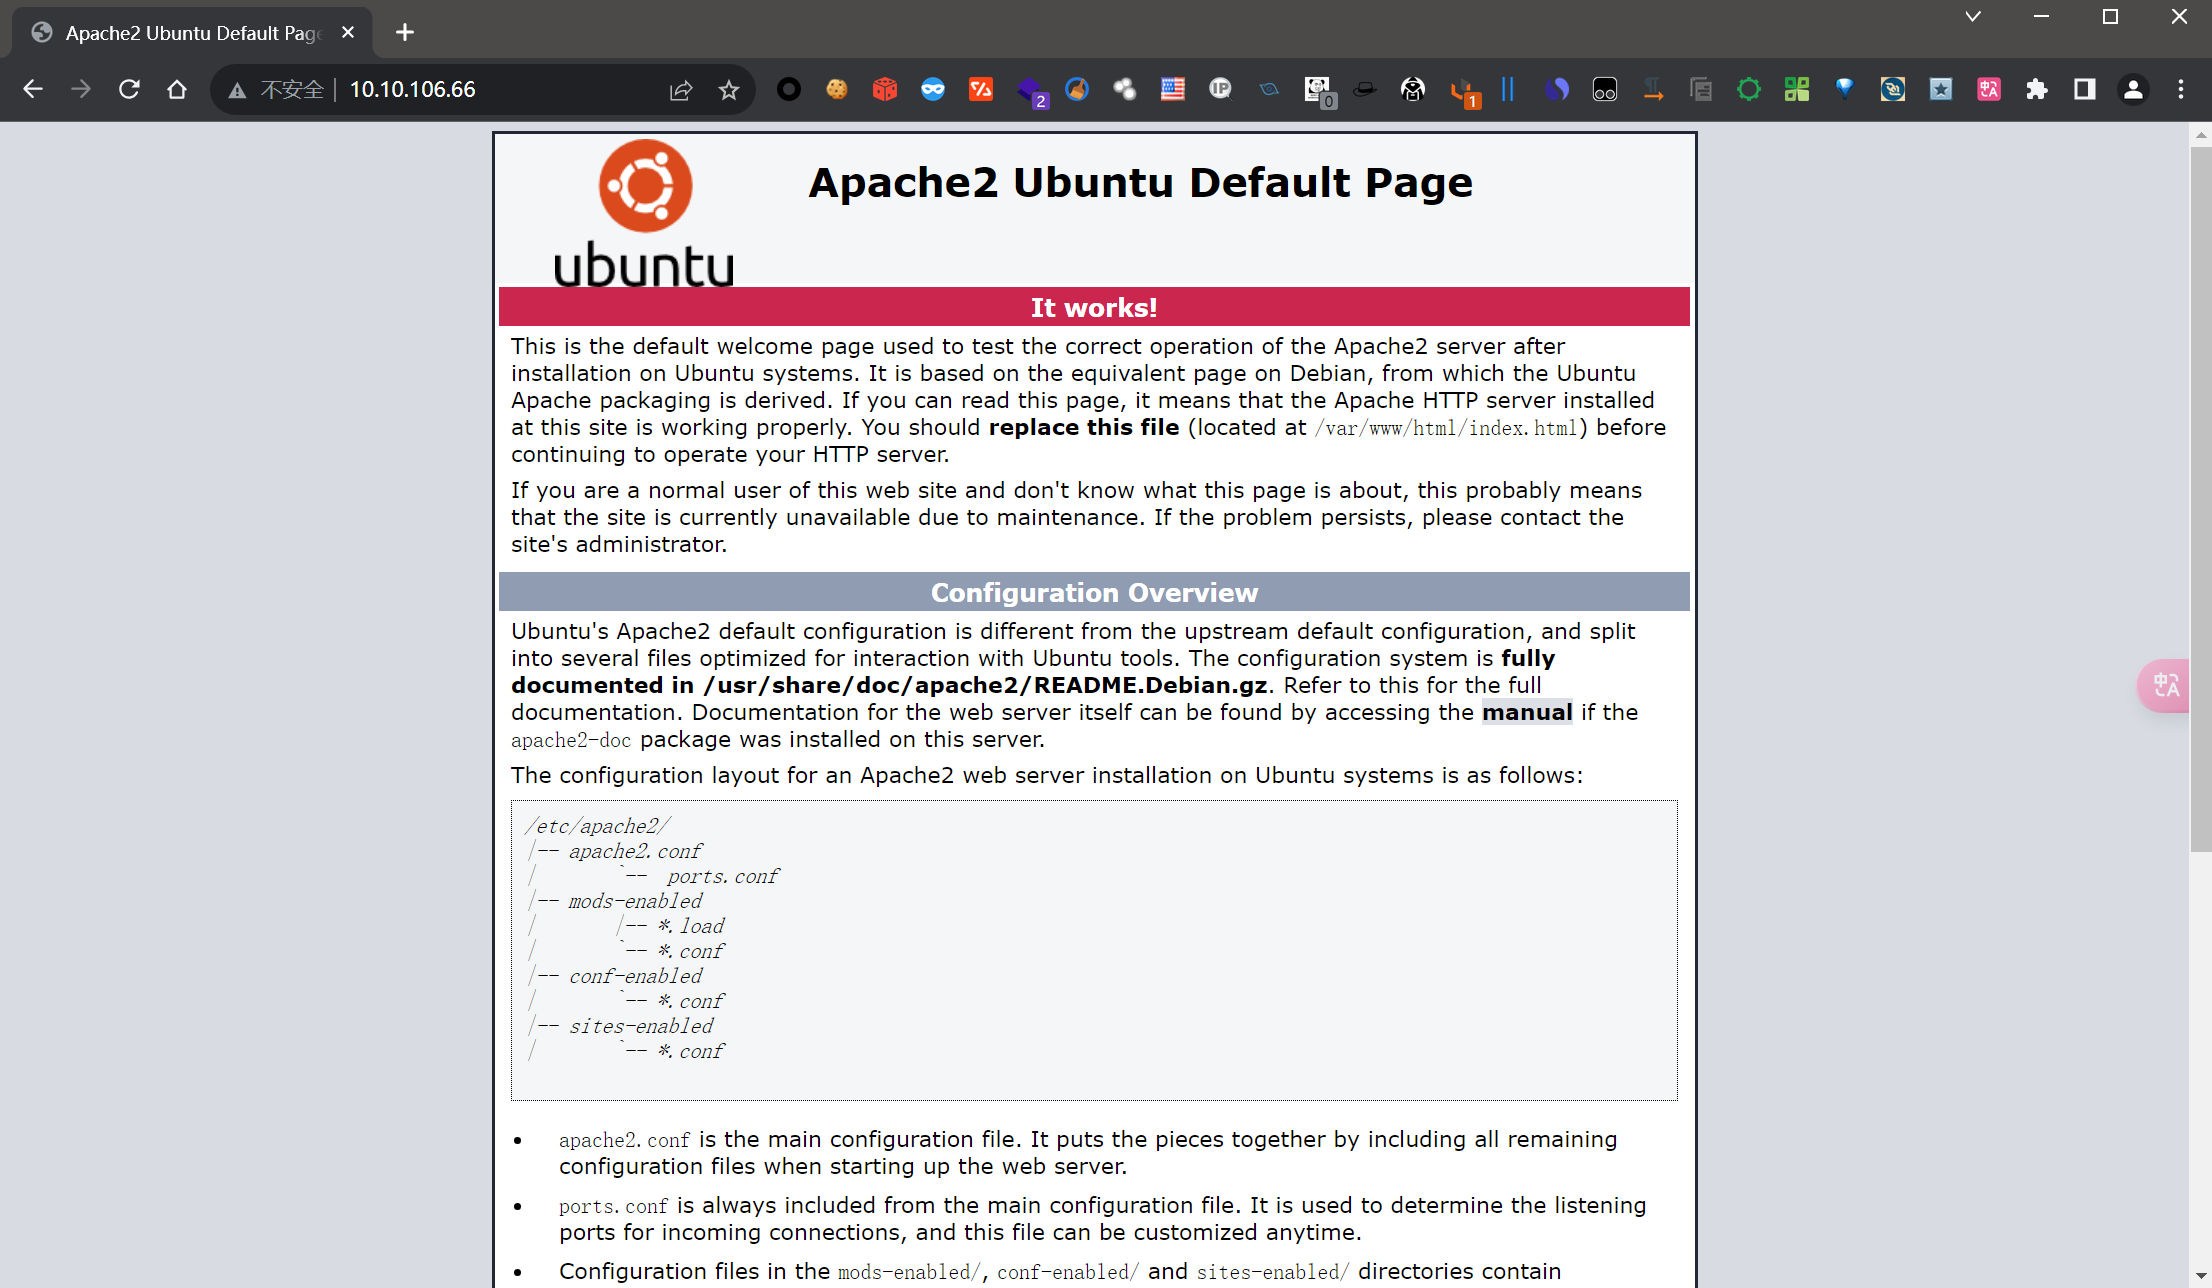 Apache2 Ubuntu Default Page
不安全 10.10.106.66
2
IP
0
1
中A
Apache2 Ubuntu Default Page
ubuntu
It works!
This is the default welcome page used to test the correct operation of the Apache2 server after
installation on Ubuntu systems. It is based on the equivalent page on Debian, from which the Ubuntu
Apache packaging is derived. If you can read this page, it means that the Apache HTTP server installed
at this site is working properly. You should replace this file (located at /var/www/html/index.html) before
continuing to operate your HTTP server.
If you are a normal user of this web site and don't know what this page is about, this probably means
that the site is currently unavailable due to maintenance. If the problem persists, please contact the
site's administrator.
Configuration Overview
Ubuntu's Apache2 default configuration is different from the upstream default configuration, and split
into several files optimized for interaction with Ubuntu tools. The configuration system is fully
documented in /usr/share/doc/apache2/README.Debian.gz. Refer to this for the full
documentation. Documentation for the web server itself can be found by accessing the manual if the
apache2-doc package was installed on this server.
The configuration layout for an Apache2 web server installation on Ubuntu systems is as follows:
/etc/apache2/
|-- apache2.conf
|       `--  ports.conf
|-- mods-enabled
|       |-- *.load
|       `-- *.conf
|-- conf-enabled
|       `-- *.conf
|-- sites-enabled
|       `-- *.conf
中A
• apache2.conf is the main configuration file. It puts the pieces together by including all remaining
configuration files when starting up the web server.
• ports.conf is always included from the main configuration file. It is used to determine the listening
ports for incoming connections, and this file can be customized anytime.
• Configuration files in the mods-enabled/, conf-enabled/ and sites-enabled/ directories contain